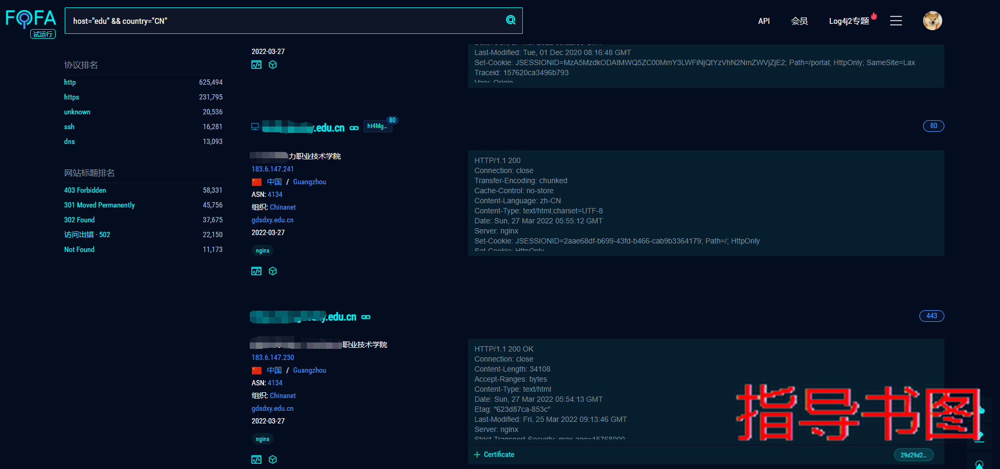 FOFA
试运行
host="edu" && country="CN"
API
会员
Log4j2专题
协议排名
http 625,494
https 231,795
unknown 20,536
ssh 16,281
dns 13,093
网站标题排名
403 Forbidden 58,331
301 Moved Permanently 45,756
302 Found 37,675
访问出错 - 502 22,150
Not Found 11,173
2022-03-27
Last-Modified: Tue, 01 Dec 2020 08:16:48 GMT
Set-Cookie: JSESSIONID=MzA5MzdkODAtMWQ5ZC00MmY3LWFiNjQtYzVhN2NmZWVjZjE2; Path=/portal; HttpOnly; SameSite=Lax
Traceid: 157620ca3496b793
Vary: Origin
.edu.cn
ht4Mg...
80
80
力职业技术学院
183.6.147.241
中国 / Guangzhou
ASN: 4134
组织: Chinanet
gdsdxy.edu.cn
2022-03-27
nginx
HTTP/1.1 200
Connection: close
Transfer-Encoding: chunked
Cache-Control: no-store
Content-Language: zh-CN
Content-Type: text/html;charset=UTF-8
Date: Sun, 27 Mar 2022 05:55:12 GMT
Server: nginx
Set-Cookie: JSESSIONID=2aae68df-b699-43fd-b466-cab9b3364179; Path=/; HttpOnly
Set-Cookie: HttpOnly
.edu.cn
443
职业技术学院
183.6.147.230
中国 / Guangzhou
ASN: 4134
组织: Chinanet
gdsdxy.edu.cn
2022-03-27
nginx
HTTP/1.1 200 OK
Connection: close
Content-Length: 34108
Accept-Ranges: bytes
Content-Type: text/html
Date: Sun, 27 Mar 2022 05:54:13 GMT
Etag: "623d87ca-853c"
Last-Modified: Fri, 25 Mar 2022 09:13:46 GMT
Server: nginx
Strict-Transport-Security: max-age=15768000
+ Certificate
29d29d2...
指导书图